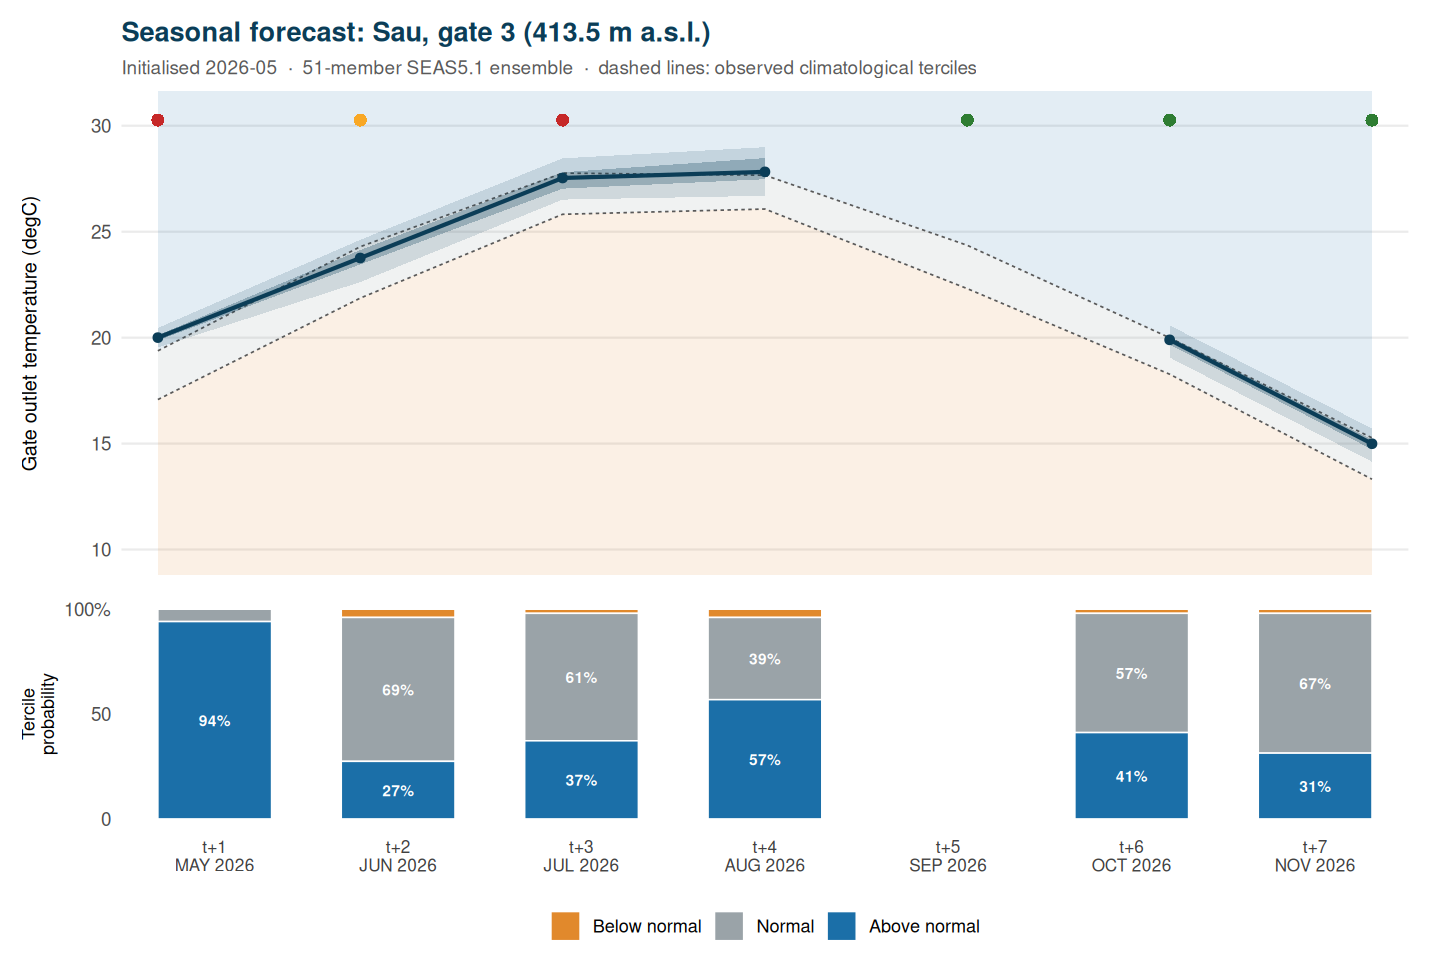 Seasonal forecast: Sau, gate 3 (413.5 m a.s.l.)
Initialised 2026-05 · 51-member SEAS5.1 ensemble · dashed lines: observed climatological terciles
Gate outlet temperature (degC)
30
25
20
15
10
Tercile
probability
100%
50
0
94%
69%
27%
61%
37%
39%
57%
57%
41%
67%
31%
t+1
MAY 2026
t+2
JUN 2026
t+3
JUL 2026
t+4
AUG 2026
t+5
SEP 2026
t+6
OCT 2026
t+7
NOV 2026
Below normal
Normal
Above normal